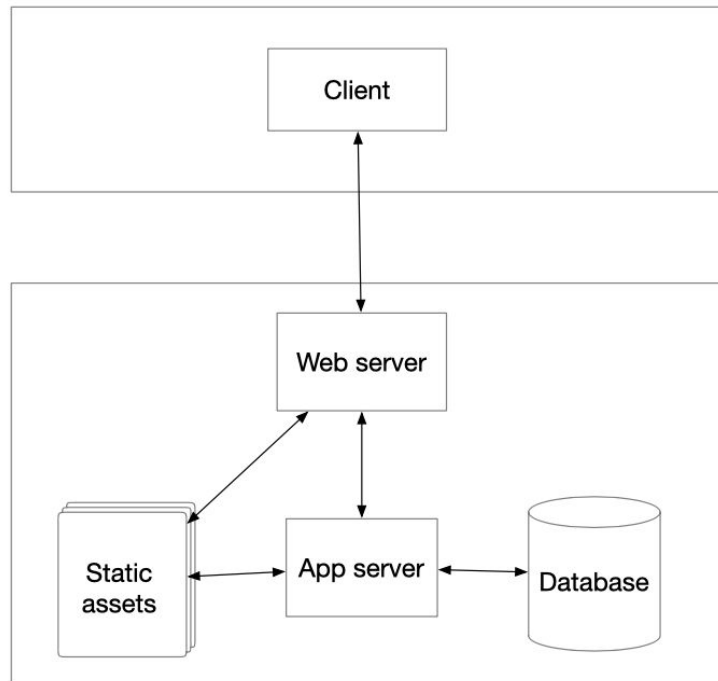 Client
Web server
Static
assets
App server
Database